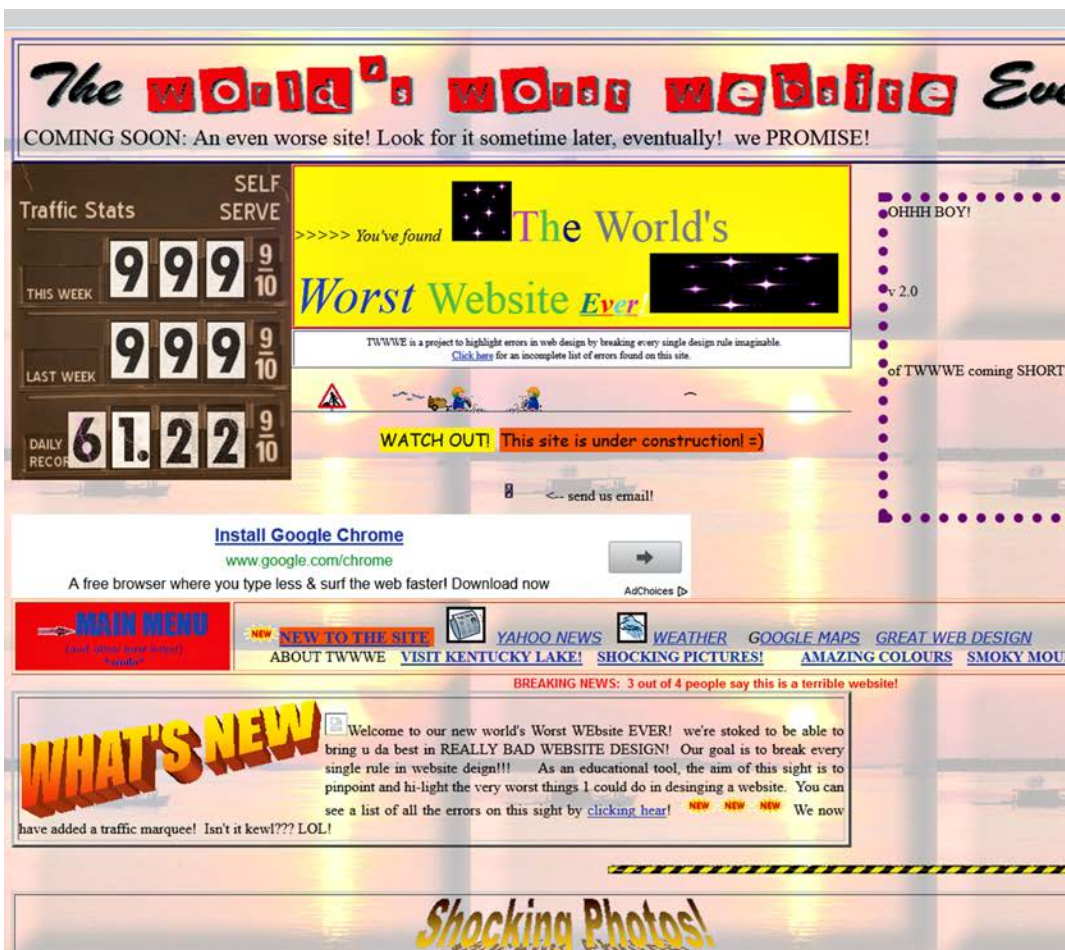 The world's worst website Eve
COMING SOON: An even worse site! Look for it sometime later, eventually! we PROMISE!
Traffic Stats
SELF
SERVE
THIS WEEK 999 9/10
LAST WEEK 999 9/10
DAILY RECOR 61.22 9/10
>>>>> You've found The World's
Worst Website Ever!
TWWWE is a project to highlight errors in web design by breaking every single design rule imaginable.
Click here for an incomplete list of errors found on this site.
WATCH OUT! This site is under construction! =)
<-- send us email!
OHHH BOY!
v 2.0
of TWWWE coming SHORT
Install Google Chrome
www.google.com/chrome
A free browser where you type less & surf the web faster! Download now
AdChoices
MAIN MENU
NEW NEW TO THE SITE YAHOO NEWS WEATHER GOOGLE MAPS GREAT WEB DESIGN
ABOUT TWWWE VISIT KENTUCKY LAKE! SHOCKING PICTURES! AMAZING COLOURS SMOKY MOU
BREAKING NEWS: 3 out of 4 people say this is a terrible website!
WHAT'S NEW
Welcome to our new world's Worst WEbsite EVER! we're stoked to be able to
bring u da best in REALLY BAD WEBSITE DESIGN! Our goal is to break every
single rule in website deign!!! As an educational tool, the aim of this sight is to
pinpoint and hi-light the very worst things I could do in desinging a website. You can
see a list of all the errors on this sight by clicking hear! NEW NEW NEW We now
have added a traffic marquee! Isn't it kewl??? LOL!
Shocking Photos!